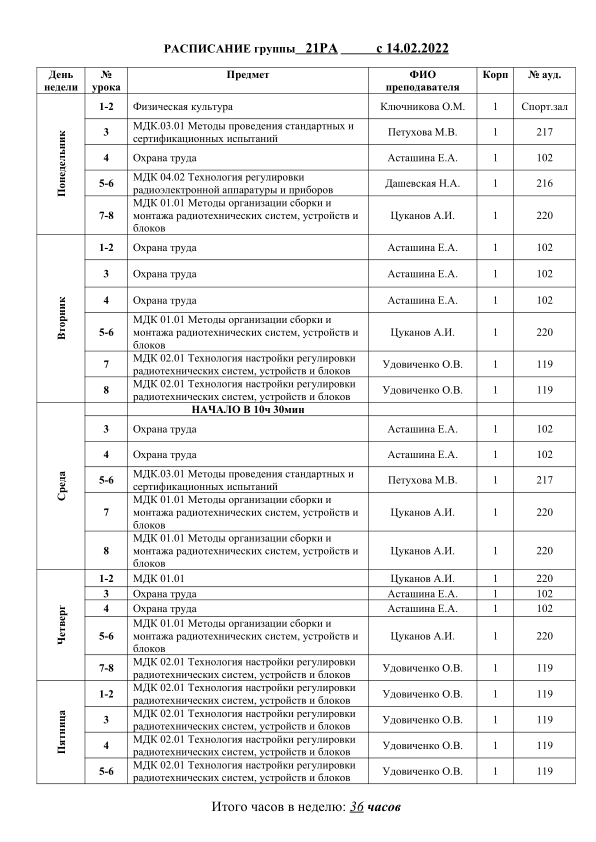 РАСПИСАНИЕ группы 21РА с 14.02.2022
День недели № урока Предмет ФИО преподавателя Корп № ауд.
Понедельник
1-2 Физическая культура Ключникова О.М. 1 Спорт.зал
3 МДК.03.01 Методы проведения стандартных и
сертификационных испытаний Петухова М.В. 1 217
4 Охрана труда Асташина Е.А. 1 102
5-6 МДК 04.02 Технология регулировки
радиоэлектронной аппаратуры и приборов Дашевская Н.А. 1 216
7-8 МДК 01.01 Методы организации сборки и
монтажа радиотехнических систем, устройств и
блоков Цуканов А.И. 1 220
Вторник
1-2 Охрана труда Асташина Е.А. 1 102
3 Охрана труда Асташина Е.А. 1 102
4 Охрана труда Асташина Е.А. 1 102
5-6 МДК 01.01 Методы организации сборки и
монтажа радиотехнических систем, устройств и
блоков Цуканов А.И. 1 220
7 МДК 02.01 Технология настройки регулировки
радиотехнических систем, устройств и блоков Удовиченко О.В. 1 119
8 МДК 02.01 Технология настройки регулировки
радиотехнических систем, устройств и блоков Удовиченко О.В. 1 119
Среда
НАЧАЛО В 10ч 30мин
3 Охрана труда Асташина Е.А. 1 102
4 Охрана труда Асташина Е.А. 1 102
5-6 МДК.03.01 Методы проведения стандартных и
сертификационных испытаний Петухова М.В. 1 217
7 МДК 01.01 Методы организации сборки и
монтажа радиотехнических систем, устройств и
блоков Цуканов А.И. 1 220
8 МДК 01.01 Методы организации сборки и
монтажа радиотехнических систем, устройств и
блоков Цуканов А.И. 1 220
Четверг
1-2 МДК 01.01 Цуканов А.И. 1 220
3 Охрана труда Асташина Е.А. 1 102
4 Охрана труда Асташина Е.А. 1 102
5-6 МДК 01.01 Методы организации сборки и
монтажа радиотехнических систем, устройств и
блоков Цуканов А.И. 1 220
7-8 МДК 02.01 Технология настройки регулировки
радиотехнических систем, устройств и блоков Удовиченко О.В. 1 119
Пятница
1-2 МДК 02.01 Технология настройки регулировки
радиотехнических систем, устройств и блоков Удовиченко О.В. 1 119
3 МДК 02.01 Технология настройки регулировки
радиотехнических систем, устройств и блоков Удовиченко О.В. 1 119
4 МДК 02.01 Технология настройки регулировки
радиотехнических систем, устройств и блоков Удовиченко О.В. 1 119
5-6 МДК 02.01 Технология настройки регулировки
радиотехнических систем, устройств и блоков Удовиченко О.В. 1 119
Итого часов в неделю: 36 часов